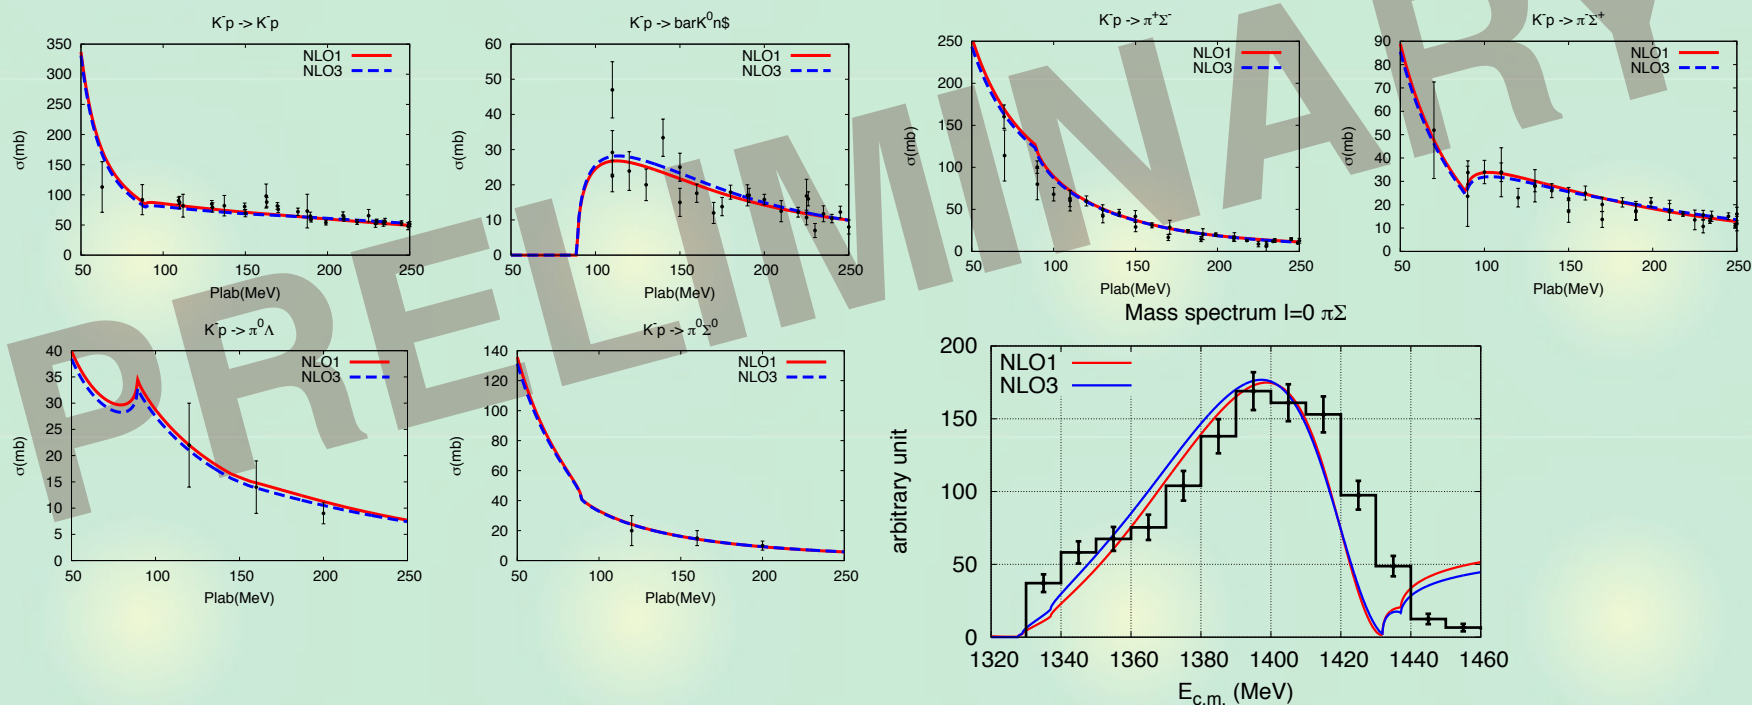 K⁻p -> K⁻p
350
300
250
200
150
100
50
0
50 100 150 200 250
σ(mb)
Plab(MeV)
NLO1
NLO3
K⁻p -> barK⁰n$
60
50
40
30
20
10
0
50 100 150 200 250
σ(mb)
Plab(MeV)
NLO1
NLO3
K⁻p -> π⁺Σ⁻
250
200
150
100
50
0
50 100 150 200 250
σ(mb)
Plab(MeV)
NLO1
NLO3
K⁻p -> π⁻Σ⁺
90
80
70
60
50
40
30
20
10
0
50 100 150 200 250
σ(mb)
Plab(MeV)
NLO1
NLO3
K⁻p -> π⁰Λ
40
35
30
25
20
15
10
5
0
50 100 150 200 250
σ(mb)
Plab(MeV)
NLO1
NLO3
K⁻p -> π⁰Σ⁰
140
120
100
80
60
40
20
0
50 100 150 200 250
σ(mb)
Plab(MeV)
NLO1
NLO3
Mass spectrum I=0 πΣ
200
150
100
50
0
1320 1340 1360 1380 1400 1420 1440 1460
arbitrary unit
E_c.m. (MeV)
NLO1
NLO3
PRELIMINARY